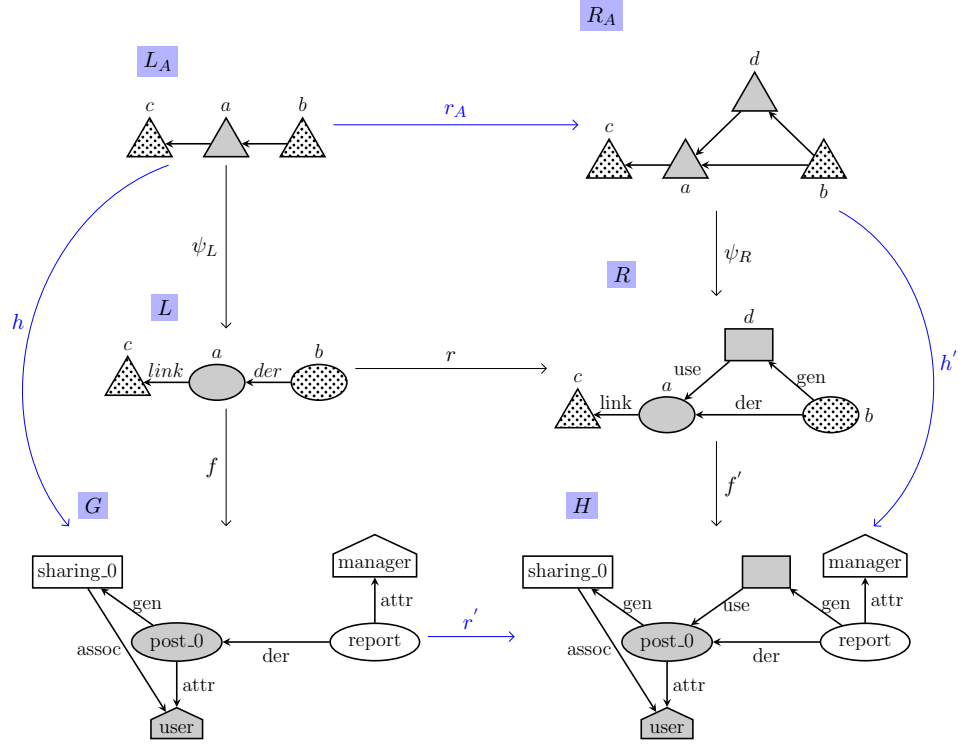 R_A
L_A
d
c a b
r_A
c
a
b
ψ_L
ψ_R
R
L
h
h′
d
c
link
a
der
b
r
use
gen
c
link
a
der
b
f
f′
G
H
manager
manager
sharing_0
sharing_0
gen
attr
gen
use
gen
attr
assoc
post_0
der
report
r′
assoc
post_0
der
report
attr
attr
user
user